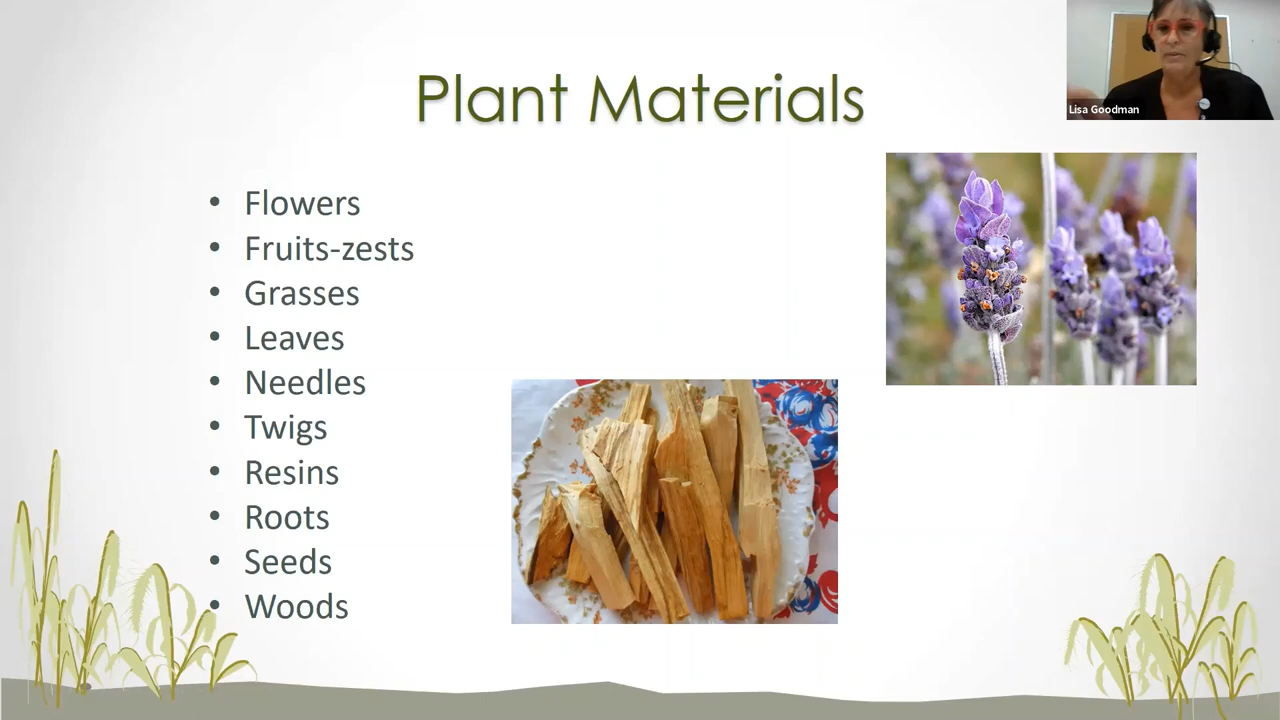 Plant Materials
Lisa Goodman
• Flowers
• Fruits-zests
• Grasses
• Leaves
• Needles
• Twigs
• Resins
• Roots
• Seeds
• Woods